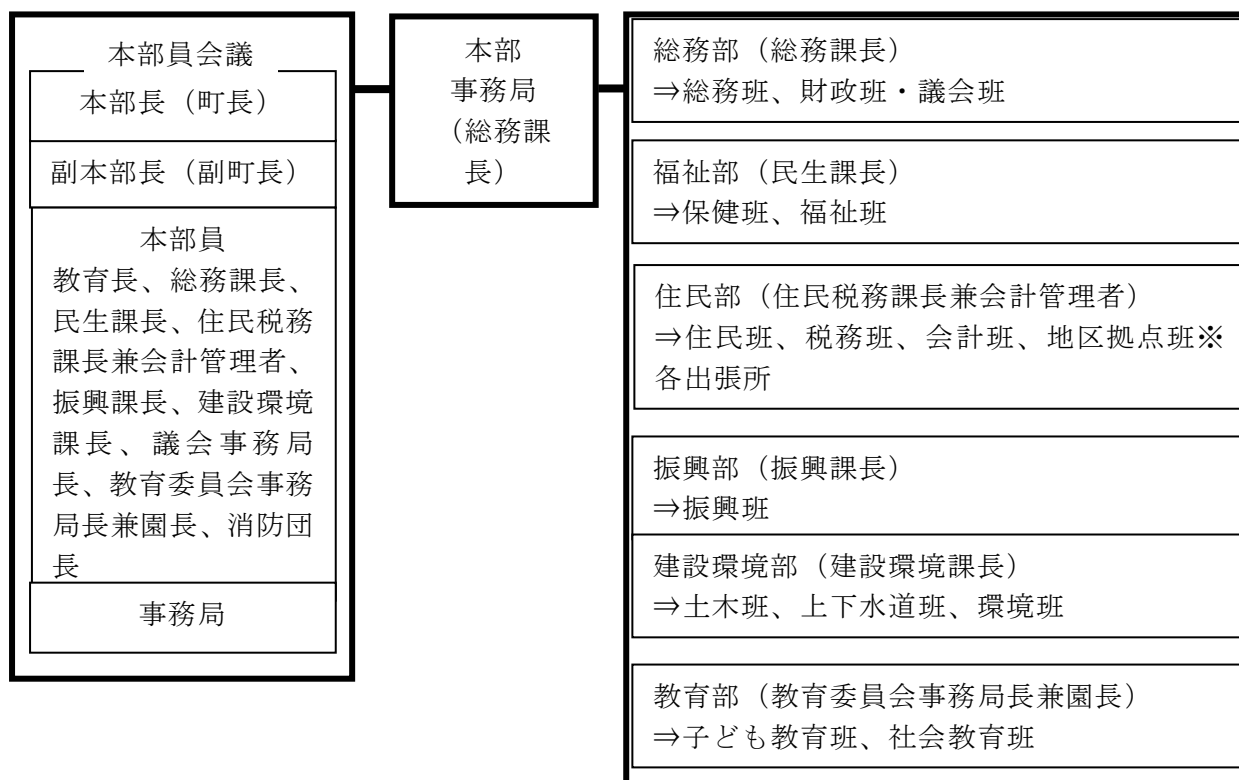 本部員会議
本部長（町長）
副本部長（副町長）
本部員
教育長、総務課長、
民生課長、住民税務
課長兼会計管理者、
振興課長、建設環境
課長、議会事務局
長、教育委員会事務
局長兼園長、消防団
長
事務局
本部
事務局
（総務課
長）
総務部（総務課長）
⇒総務班、財政班・議会班
福祉部（民生課長）
⇒保健班、福祉班
住民部（住民税務課長兼会計管理者）
⇒住民班、税務班、会計班、地区拠点班※
各出張所
振興部（振興課長）
⇒振興班
建設環境部（建設環境課長）
⇒土木班、上下水道班、環境班
教育部（教育委員会事務局長兼園長）
⇒子ども教育班、社会教育班